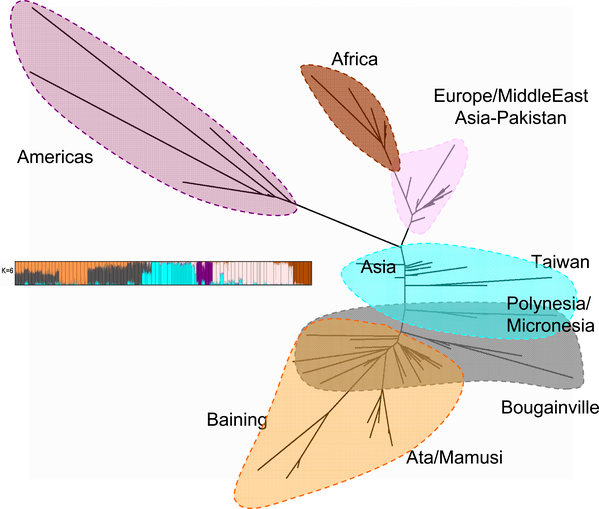 Africa
Europe/MiddleEast
Asia-Pakistan
Americas
Asia
Taiwan
K=6
Polynesia/
Micronesia
Bougainville
Baining
Ata/Mamusi